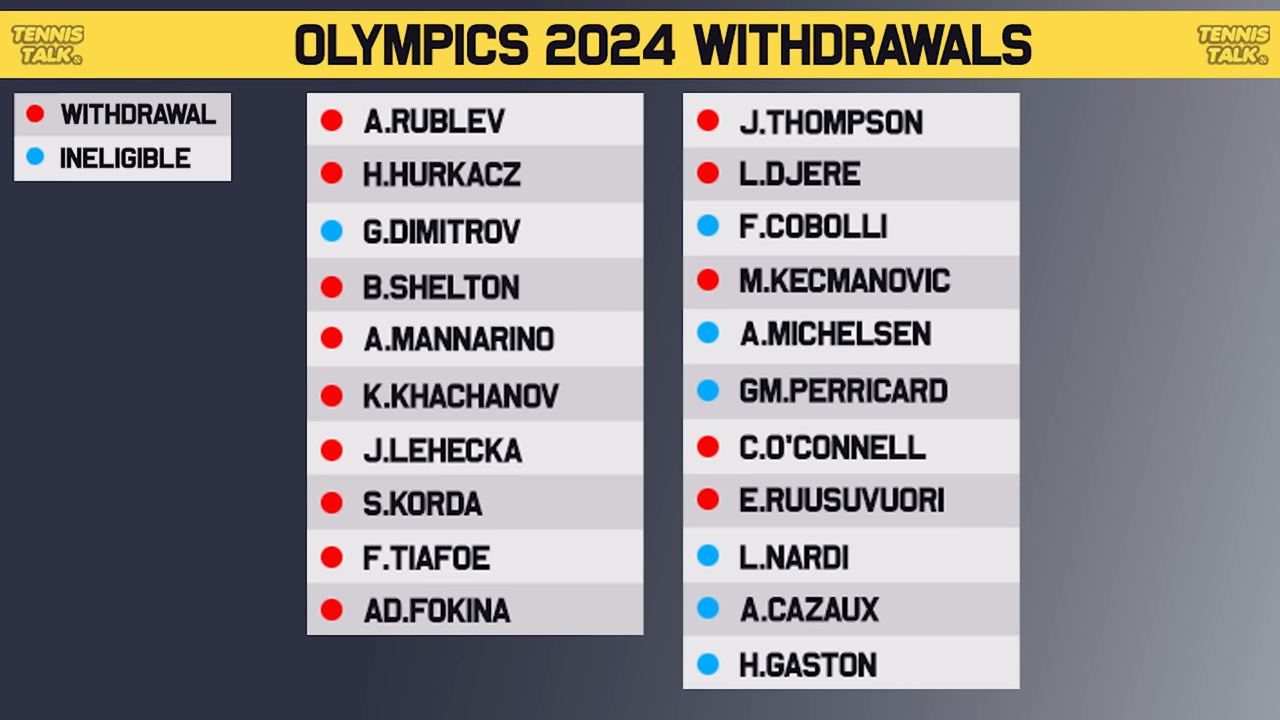 TENNIS
TALK
OLYMPICS 2024 WITHDRAWALS
TENNIS
TALK
WITHDRAWAL
INELIGIBLE
A.RUBLEV
H.HURKACZ
G.DIMITROV
B.SHELTON
A.MANNARINO
K.KHACHANOV
J.LEHECKA
S.KORDA
F.TIAFOE
AD.FOKINA
J.THOMPSON
L.DJERE
F.COBOLLI
M.KECMANOVIC
A.MICHELSEN
GM.PERRICARD
C.O'CONNELL
E.RUUSUVUORI
L.NARDI
A.CAZAUX
H.GASTON